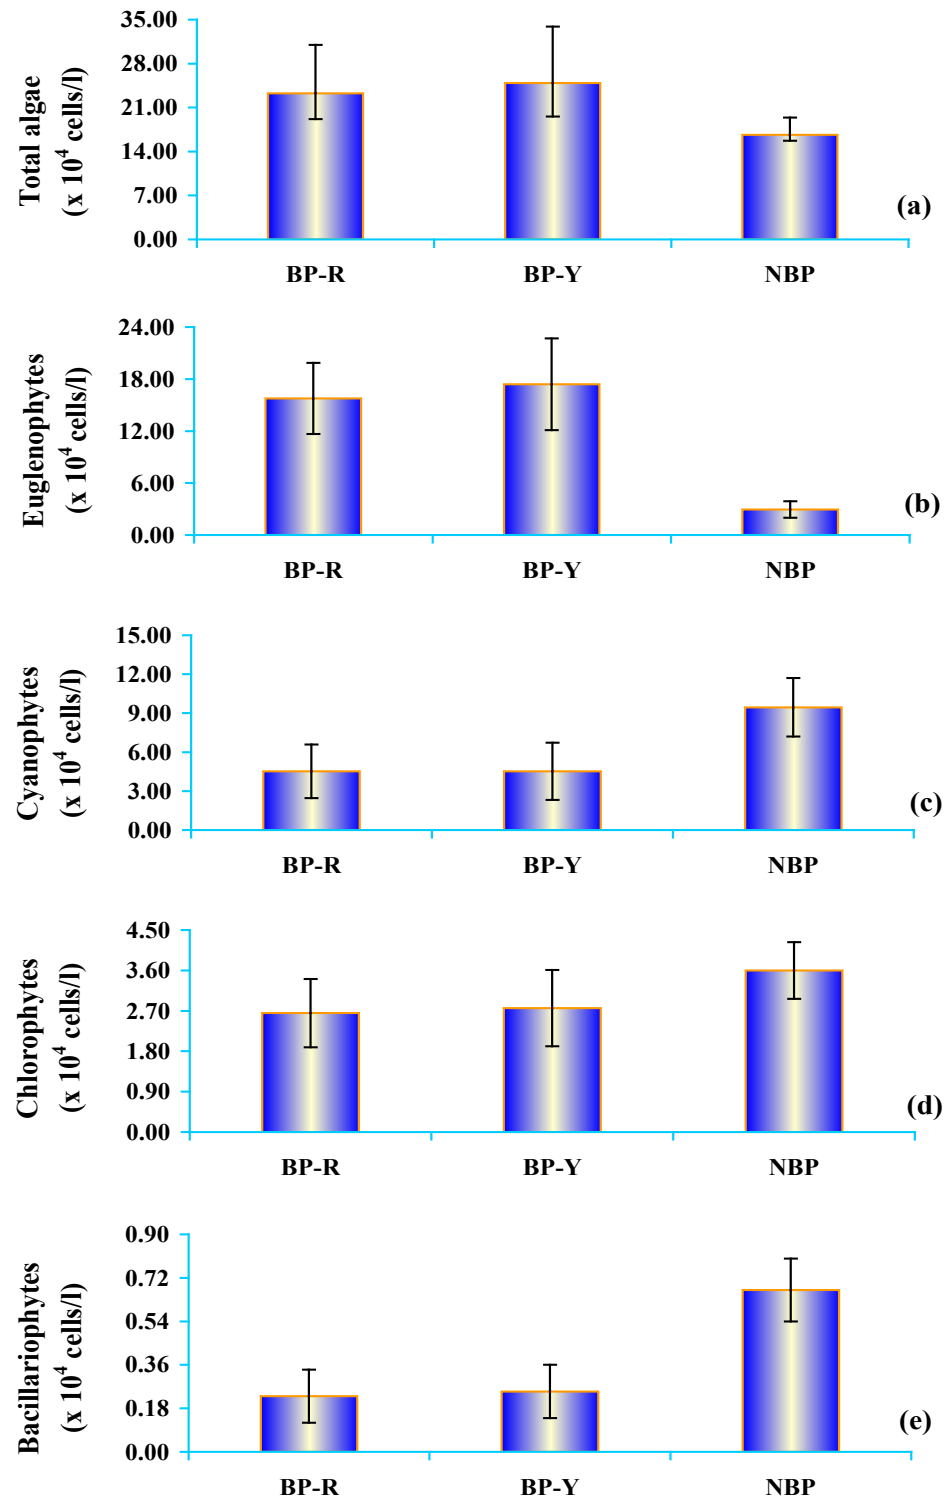 35.00
28.00
21.00
14.00
7.00
0.00
Total algae
(x 10⁴ cells/l)
(a)
BP-R BP-Y NBP
24.00
18.00
12.00
6.00
0.00
Euglenophytes
(x 10⁴ cells/l)
(b)
BP-R BP-Y NBP
15.00
12.00
9.00
6.00
3.00
0.00
Cyanophytes
(x 10⁴ cells/l)
(c)
BP-R BP-Y NBP
4.50
3.60
2.70
1.80
0.90
0.00
Chlorophytes
(x 10⁴ cells/l)
(d)
BP-R BP-Y NBP
0.90
0.72
0.54
0.36
0.18
0.00
Bacillariophytes
(x 10⁴ cells/l)
(e)
BP-R BP-Y NBP